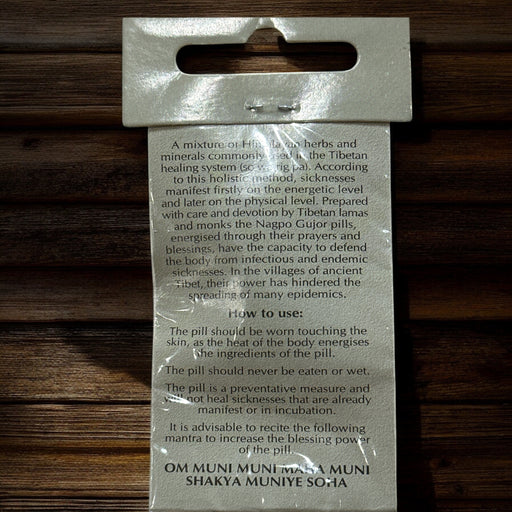 A mixture of Himalayan herbs and
minerals commonly used in the Tibetan
healing system (so wa rig pa). According
to this holistic method, sicknesses
manifest firstly on the energetic level
and later on the physical level. Prepared
with care and devotion by Tibetan lamas
and monks the Nagpo Gujor pills,
energised through their prayers and
blessings, have the capacity to defend
the body from infectious and endemic
sicknesses. In the villages of ancient
Tibet, their power has hindered the
spreading of many epidemics.
How to use:
The pill should be worn touching the
skin, as the heat of the body energises
the ingredients of the pill.
The pill should never be eaten or wet.
The pill is a preventative measure and
will not heal sicknesses that are already
manifest or in incubation.
It is advisable to recite the following
mantra to increase the blessing power
of the pill.
OM MUNI MUNI MAHA MUNI
SHAKYA MUNIYE SOHA